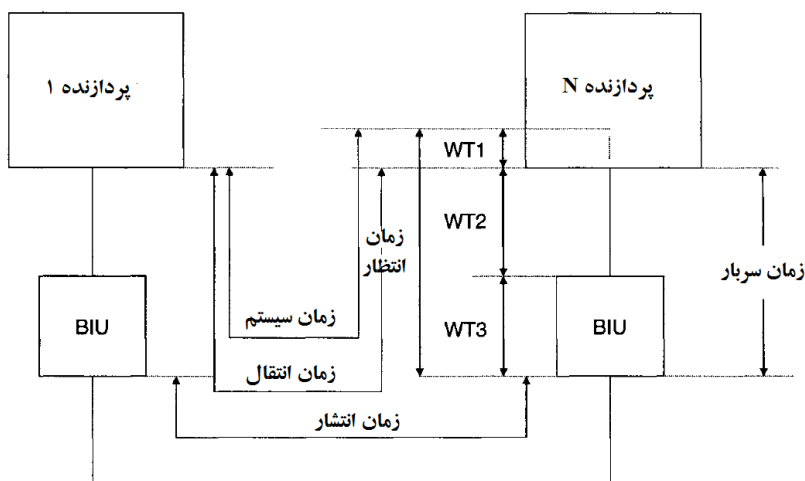 پردازنده ۱
پردازنده N
WT1
WT2
زمان
انتظار
زمان سربار
BIU
زمان سیستم
WT3
BIU
زمان انتقال
زمان انتشار